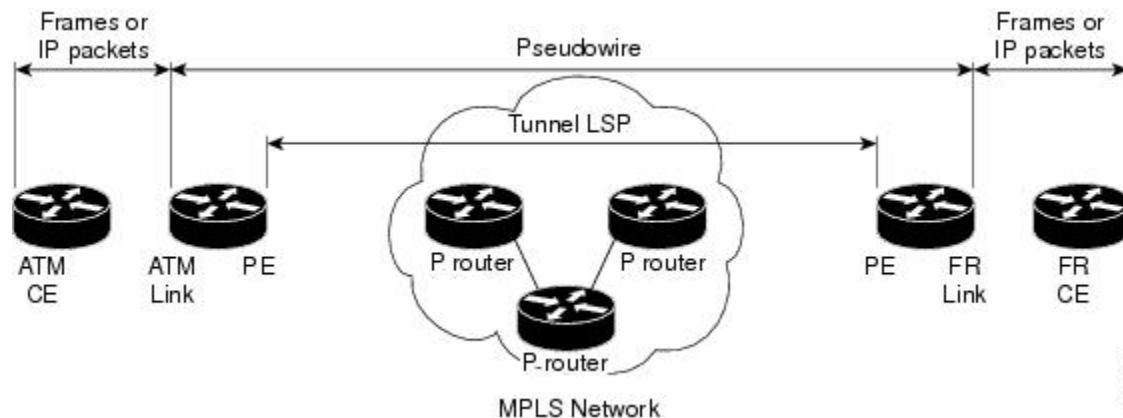 Frames or
IP packets
Pseudowire
Frames or
IP packets
Tunnel LSP
P router
P router
ATM
CE
ATM
Link
PE
PE
FR
Link
FR
CE
P-router
MPLS Network